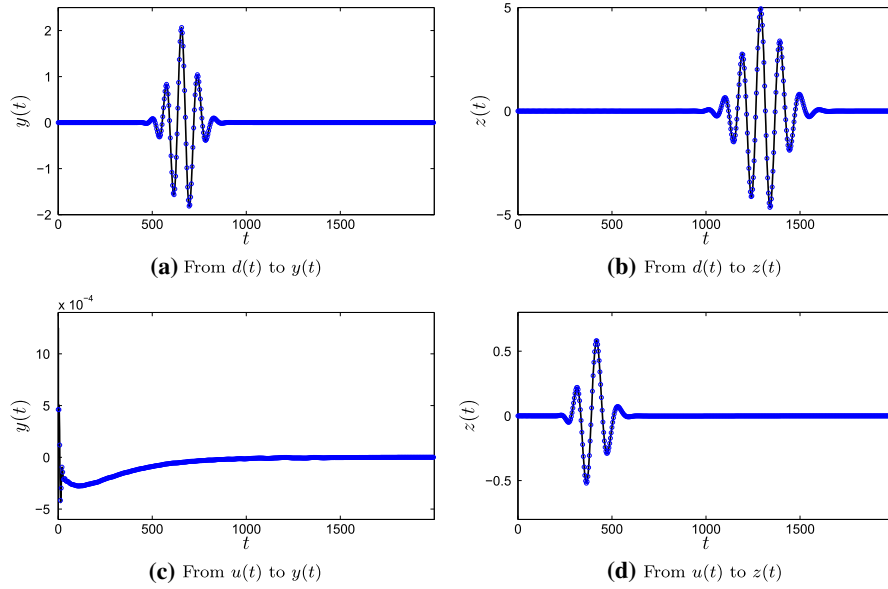 2
1
0
−1
−2
y(t)
0
500
1000
1500
t
(a) From d(t) to y(t)
5
0
−5
z(t)
0
500
1000
1500
t
(b) From d(t) to z(t)
x 10⁻⁴
10
5
0
−5
y(t)
0
500
1000
1500
t
(c) From u(t) to y(t)
0.5
0
−0.5
z(t)
0
500
1000
1500
t
(d) From u(t) to z(t)